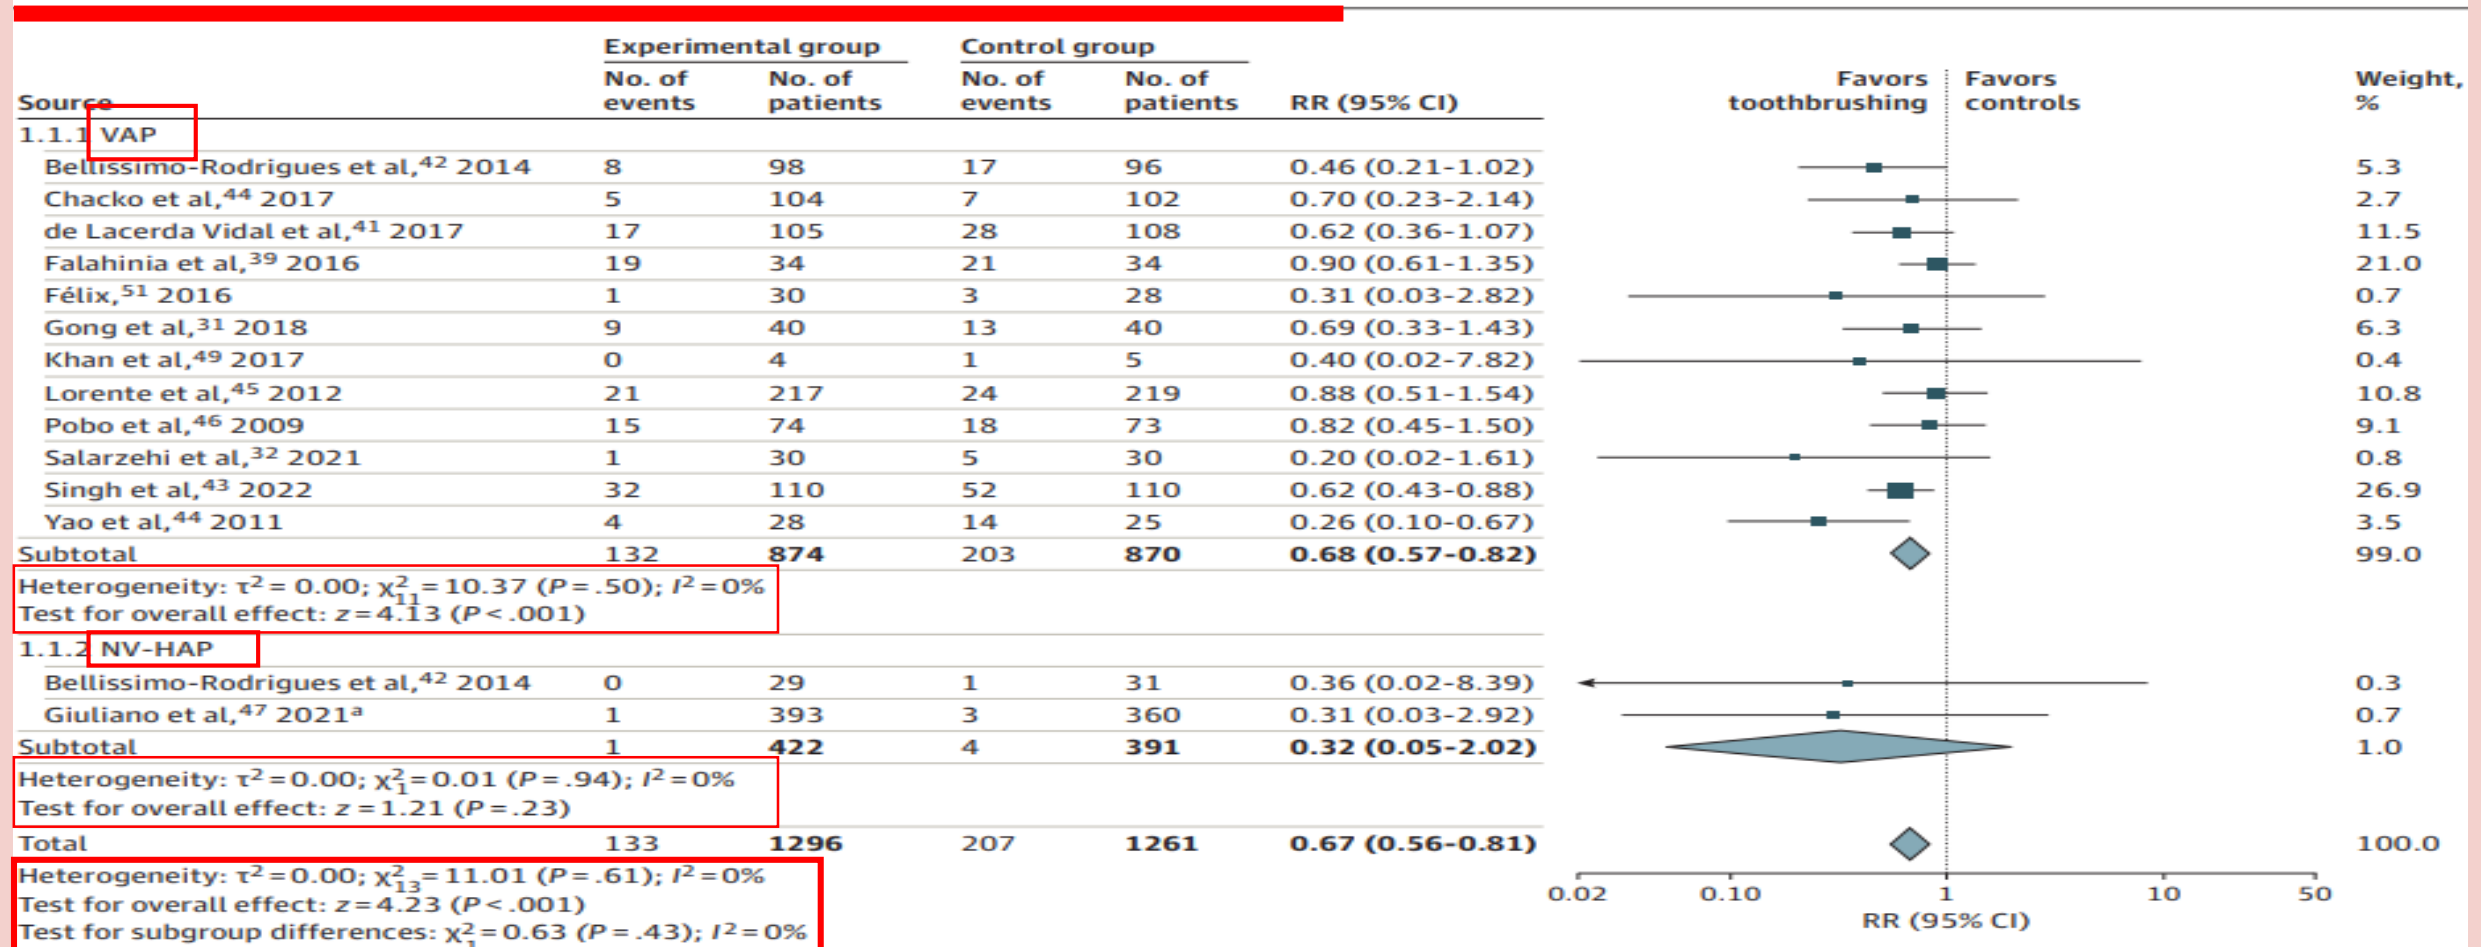 Experimental group Control group
No. of No. of No. of No. of Favors Favors Weight,
Source events patients events patients RR (95% CI) toothbrushing controls %
1.1.1 VAP
Bellissimo-Rodrigues et al,42 2014 8 98 17 96 0.46 (0.21-1.02) 5.3
Chacko et al,44 2017 5 104 7 102 0.70 (0.23-2.14) 2.7
de Lacerda Vidal et al,41 2017 17 105 28 108 0.62 (0.36-1.07) 11.5
Falahinia et al,39 2016 19 34 21 34 0.90 (0.61-1.35) 21.0
Félix,51 2016 1 30 3 28 0.31 (0.03-2.82) 0.7
Gong et al,31 2018 9 40 13 40 0.69 (0.33-1.43) 6.3
Khan et al,49 2017 0 4 1 5 0.40 (0.02-7.82) 0.4
Lorente et al,45 2012 21 217 24 219 0.88 (0.51-1.54) 10.8
Pobo et al,46 2009 15 74 18 73 0.82 (0.45-1.50) 9.1
Salarzehi et al,32 2021 1 30 5 30 0.20 (0.02-1.61) 0.8
Singh et al,43 2022 32 110 52 110 0.62 (0.43-0.88) 26.9
Yao et al,44 2011 4 28 14 25 0.26 (0.10-0.67) 3.5
Subtotal 132 874 203 870 0.68 (0.57-0.82) 99.0
Heterogeneity: τ2 = 0.00; χ2 11 = 10.37 (P = .50); I2 = 0%
Test for overall effect: z = 4.13 (P < .001)
1.1.2 NV-HAP
Bellissimo-Rodrigues et al,42 2014 0 29 1 31 0.36 (0.02-8.39) 0.3
Giuliano et al,47 2021a 1 393 3 360 0.31 (0.03-2.92) 0.7
Subtotal 1 422 4 391 0.32 (0.05-2.02) 1.0
Heterogeneity: τ2 = 0.00; χ2 1 = 0.01 (P = .94); I2 = 0%
Test for overall effect: z = 1.21 (P = .23)
Total 133 1296 207 1261 0.67 (0.56-0.81) 100.0
Heterogeneity: τ2 = 0.00; χ2 13 = 11.01 (P = .61); I2 = 0%
Test for overall effect: z = 4.23 (P < .001)
Test for subgroup differences: χ2 1 = 0.63 (P = .43); I2 = 0%
0.02 0.10 1 10 50
RR (95% CI)